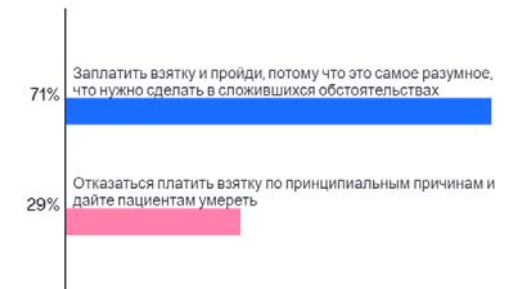 Заплатить взятку и пройди, потому что это самое разумное,
71% что нужно сделать в сложившихся обстоятельствах
Отказаться платить взятку по принципиальным причинам и
29% дайте пациентам умереть